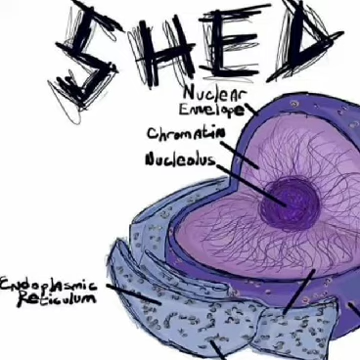 SHED
Nuclear
Envelope
Chromatin
Nucleolus
Endoplasmic
Reticulum